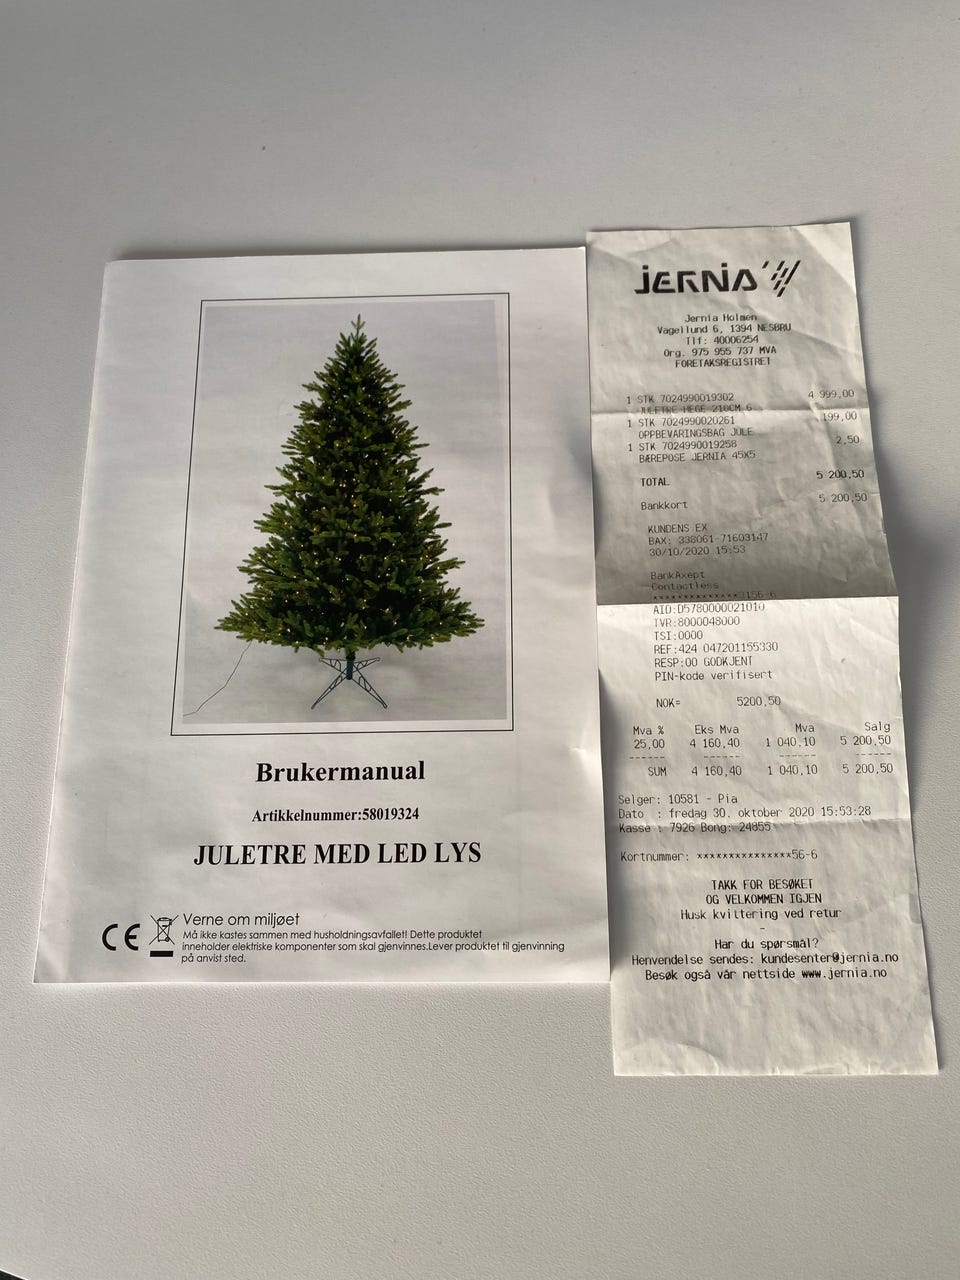 Brukermanual
Artikkelnummer:58019324
JULETRE MED LED LYS
CE
Verne om miljøet
Må ikke kastes sammen med husholdningsavfallet! Dette produktet
inneholder elektriske komponenter som skal gjenvinnes.Lever produktet til gjenvinning
på anvist sted.
JERNIA
Jernia Holmen
Vogellund 6, 1394 NESBRU
Tlf: 40006254
Org. 975 955 737 MVA
FORETAKSREGISTRET
1 STK 7024990019302 4 999,00
JULETRE HEGE 210CM 6
1 STK 7024990020261 199,00
OPPBEVARINGSBAG JULE
1 STK 7024990019258 2,50
BÆREPOSE JERNIA 45X5
TOTAL 5 200,50
Bankkort 5 200,50
KUNDENS EX
BAX: 338061-71603147
30/10/2020 15:53
BankAxept
Contactless
***************3156-6
AID:D5780000021010
TVR:8000048000
TSI:0000
REF:424 047201155330
RESP:00 GODKJENT
PIN-kode verifisert
NOK= 5200,50
Mva % Eks Mva Mva Salg
25,00 4 160,40 1 040,10 5 200,50
------ ------ ------ ------
SUM 4 160,40 1 040,10 5 200,50
Selger: 10581 - Pia
Dato : fredag 30. oktober 2020 15:53:28
Kasse : 7926 Bong: 24855
Kortnummer: ***************56-6
TAKK FOR BESØKET
OG VELKOMMEN IGJEN
Husk kvittering ved retur
-
Har du spørsmål?
Henvendelse sendes: kundesenter@jernia.no
Besøk også vår nettside www.jernia.no